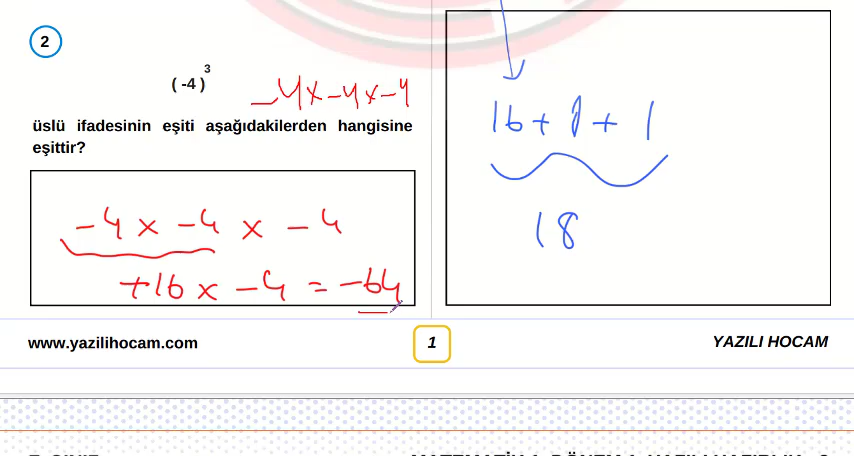 2
( -4 )³ -4x-4x-4
üslü ifadesinin eşiti aşağıdakilerden hangisine
eşittir?
-4 x -4 x -4
+16 x -4 = -64
16 + 1 + 1
18
www.yazilihocam.com
1
YAZILI HOCAM